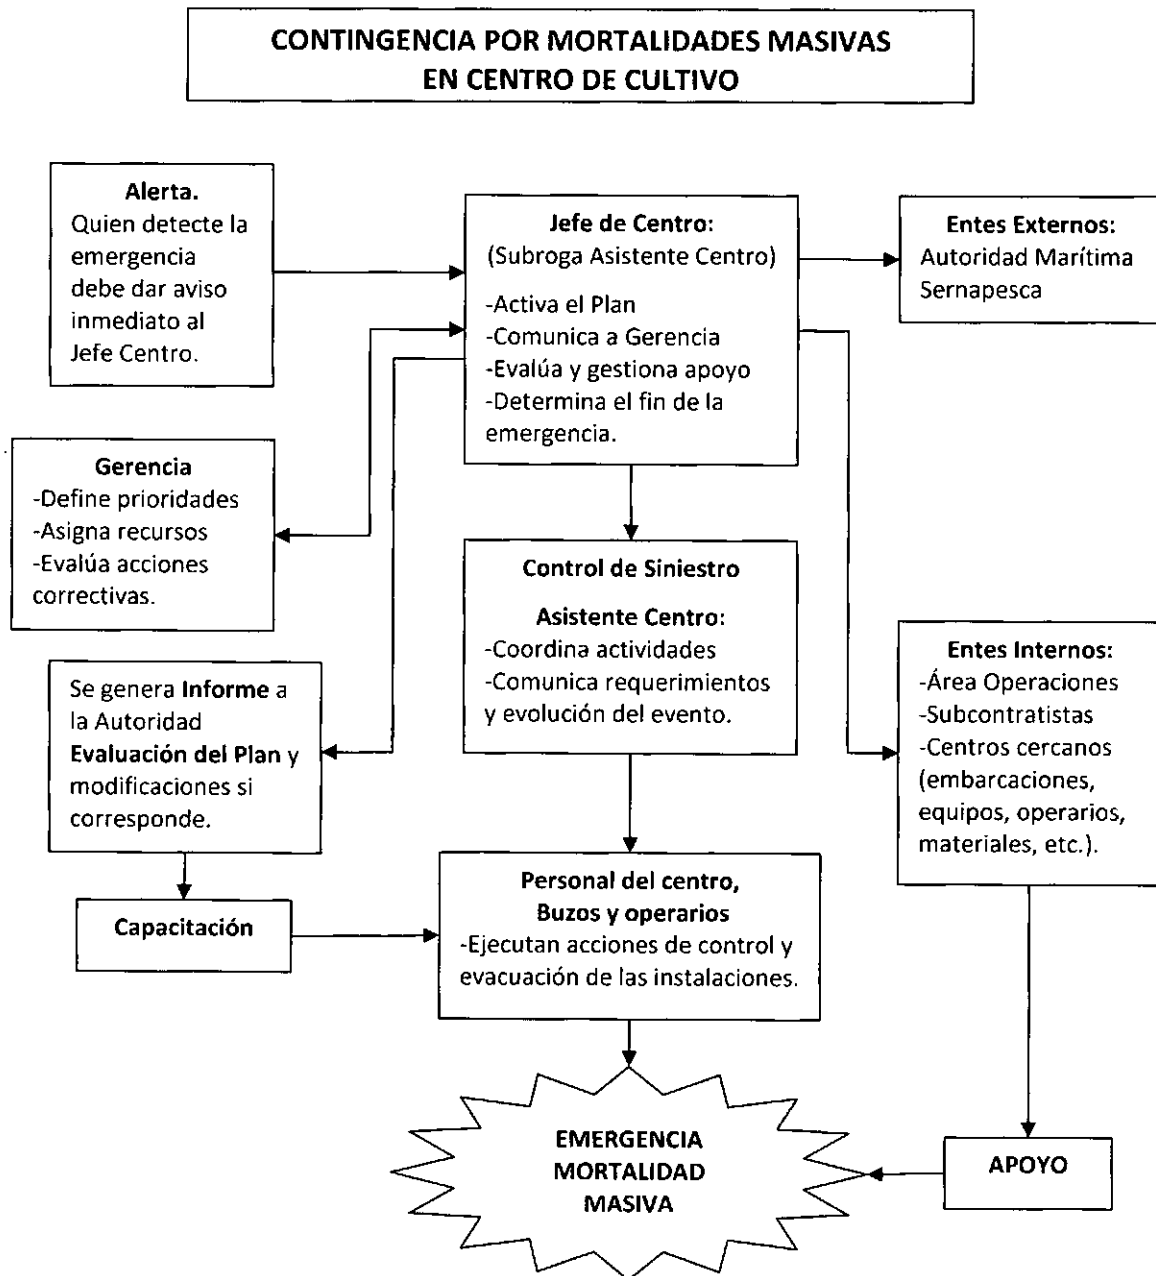 CONTINGENCIA POR MORTALIDADES MASIVAS
EN CENTRO DE CULTIVO
Alerta.
Quien detecte la
emergencia
debe dar aviso
inmediato al
Jefe Centro.
Jefe de Centro:
(Subroga Asistente Centro)
-Activa el Plan
-Comunica a Gerencia
-Evalúa y gestiona apoyo
-Determina el fin de la
emergencia.
Entes Externos:
Autoridad Marítima
Sernapesca
Gerencia
-Define prioridades
-Asigna recursos
-Evalúa acciones
correctivas.
Control de Siniestro
Asistente Centro:
-Coordina actividades
-Comunica requerimientos
y evolución del evento.
Entes Internos:
-Área Operaciones
-Subcontratistas
-Centros cercanos
(embarcaciones,
equipos, operarios,
materiales, etc.).
Se genera Informe a
la Autoridad
Evaluación del Plan y
modificaciones si
corresponde.
Capacitación
Personal del centro,
Buzos y operarios
-Ejecutan acciones de control y
evacuación de las instalaciones.
EMERGENCIA
MORTALIDAD
MASIVA
APOYO